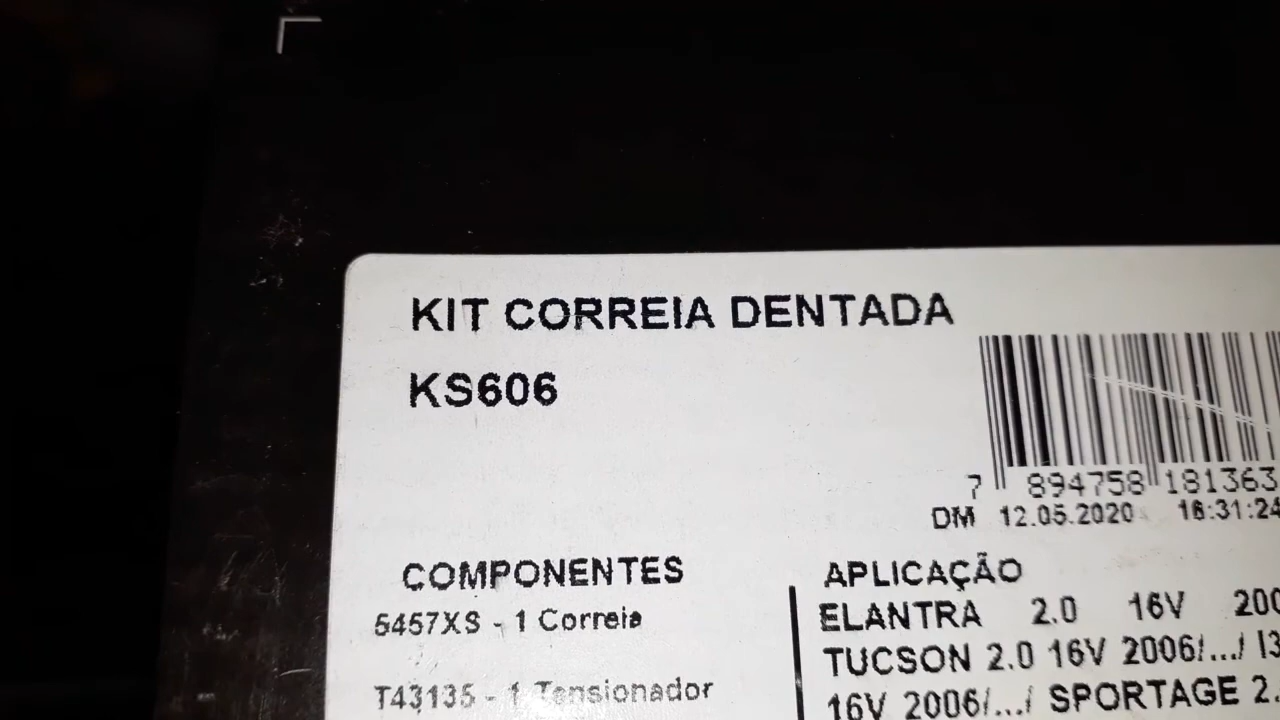 KIT CORREIA DENTADA
KS606
7 894758 181363
DM 12.05.2020 16:31:24
COMPONENTES
5457XS - 1 Correia
T43135 - 1 Tensionador
APLICAÇÃO
ELANTRA 2.0 16V
TUCSON 2.0 16V 2006/.../
16V 2006/.../ SPORTAGE 2.